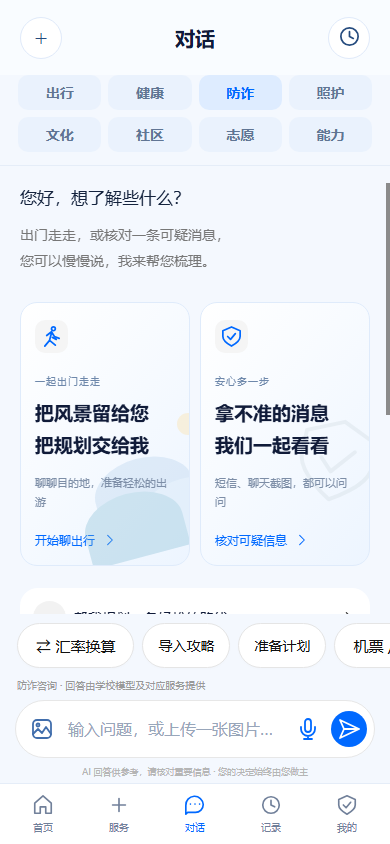 对话
出行
健康
防诈
照护
文化
社区
志愿
能力
您好，想了解些什么？
出门走走，或核对一条可疑消息，
您可以慢慢说，我来帮您梳理。
一起出门走走
把风景留给您
把规划交给我
聊聊目的地，准备轻松的出
游
开始聊出行
安心多一步
拿不准的消息
我们一起看看
短信、聊天截图，都可以问
问
核对可疑信息
汇率换算
导入攻略
准备计划
机票
防诈咨询 · 回答由学校模型及对应服务提供
输入问题，或上传一张图片...
AI 回答供参考，请核对重要信息 · 您的决定始终由您做主
首页
服务
对话
记录
我的